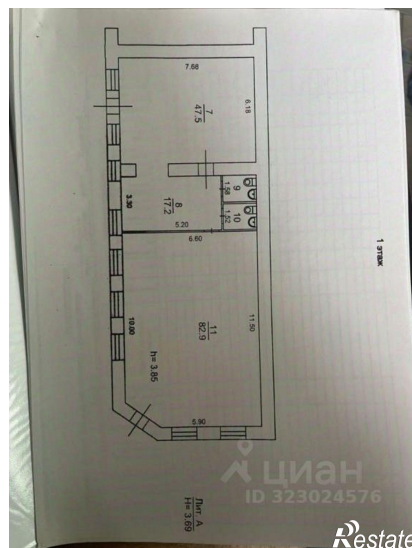 7.68
6.18
7
47.5
1.58
9
3.30
8
17.2
1.52
10
5.20
6.60
1 этаж
11.50
11
82.9
10.00
h= 3.85
5.90
циан
ID 323024576
Лит. А
H= 3.69
Restate